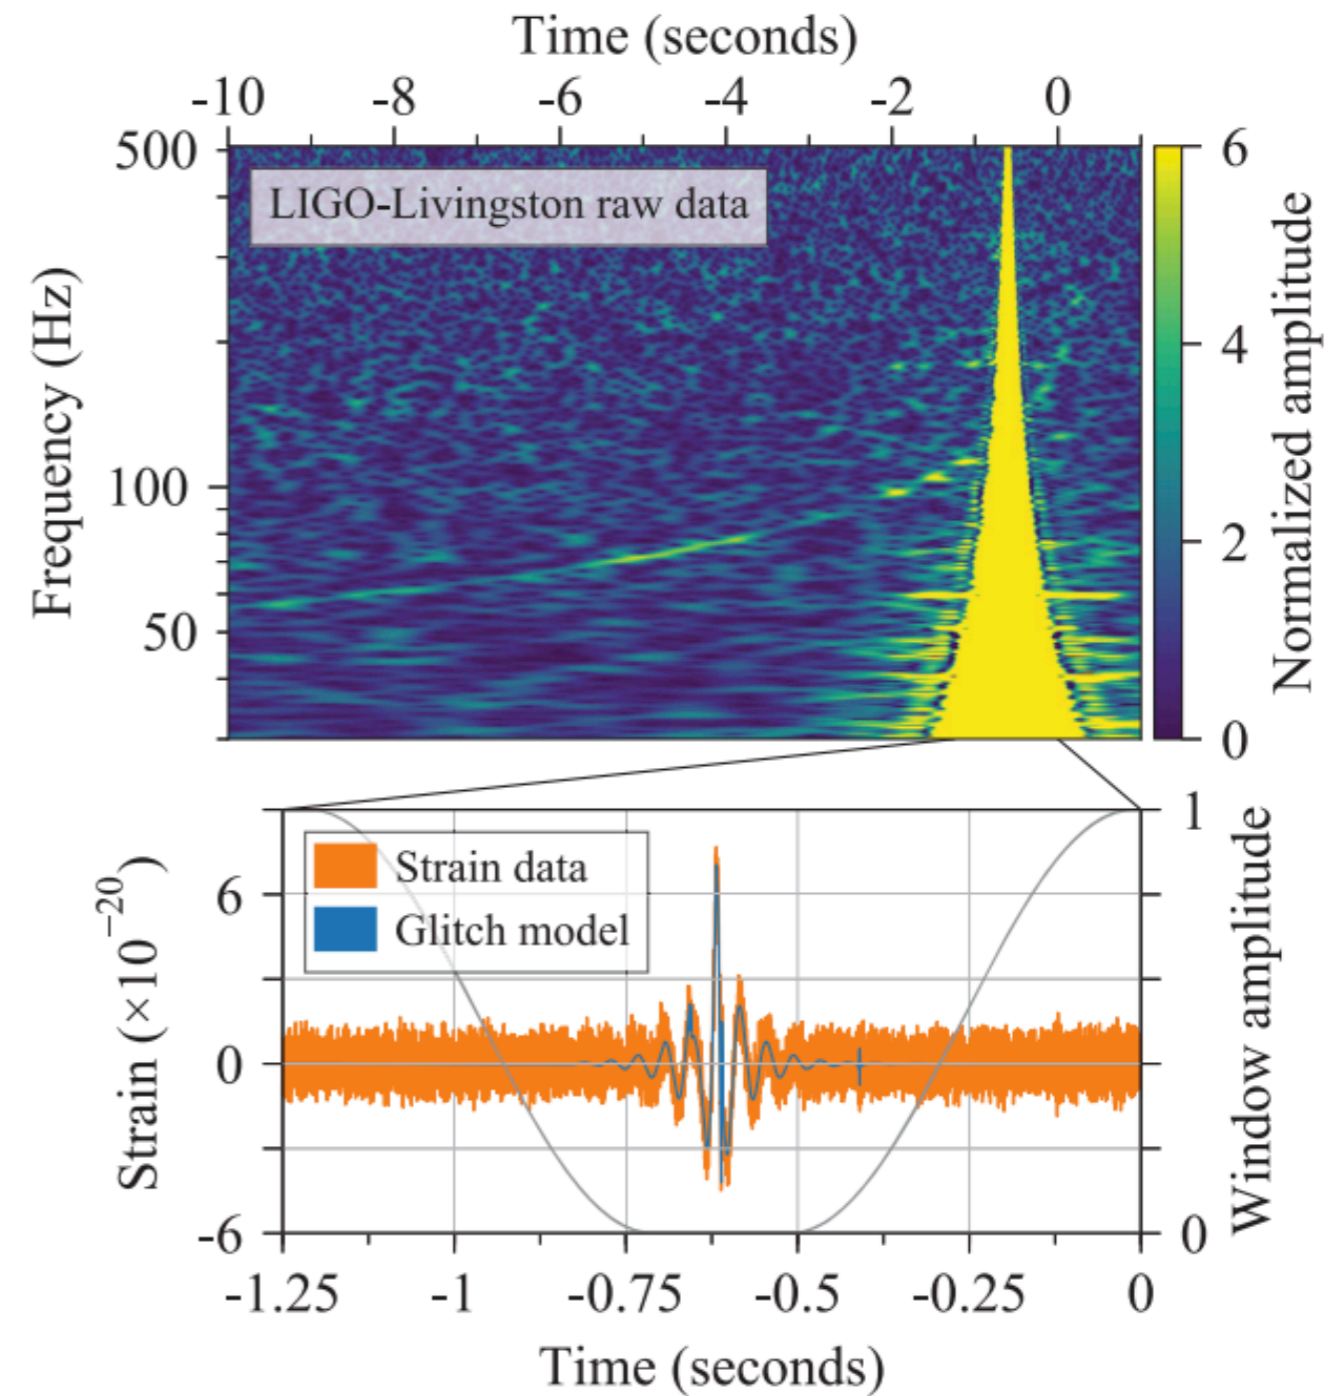 Time (seconds)
-10 -8 -6 -4 -2 0
500
100
50
Frequency (Hz)
LIGO-Livingston raw data
6
4
2
0
Normalized amplitude
Strain data
Glitch model
6
0
-6
Strain (×10⁻²⁰)
1
0
Window amplitude
-1.25 -1 -0.75 -0.5 -0.25 0
Time (seconds)